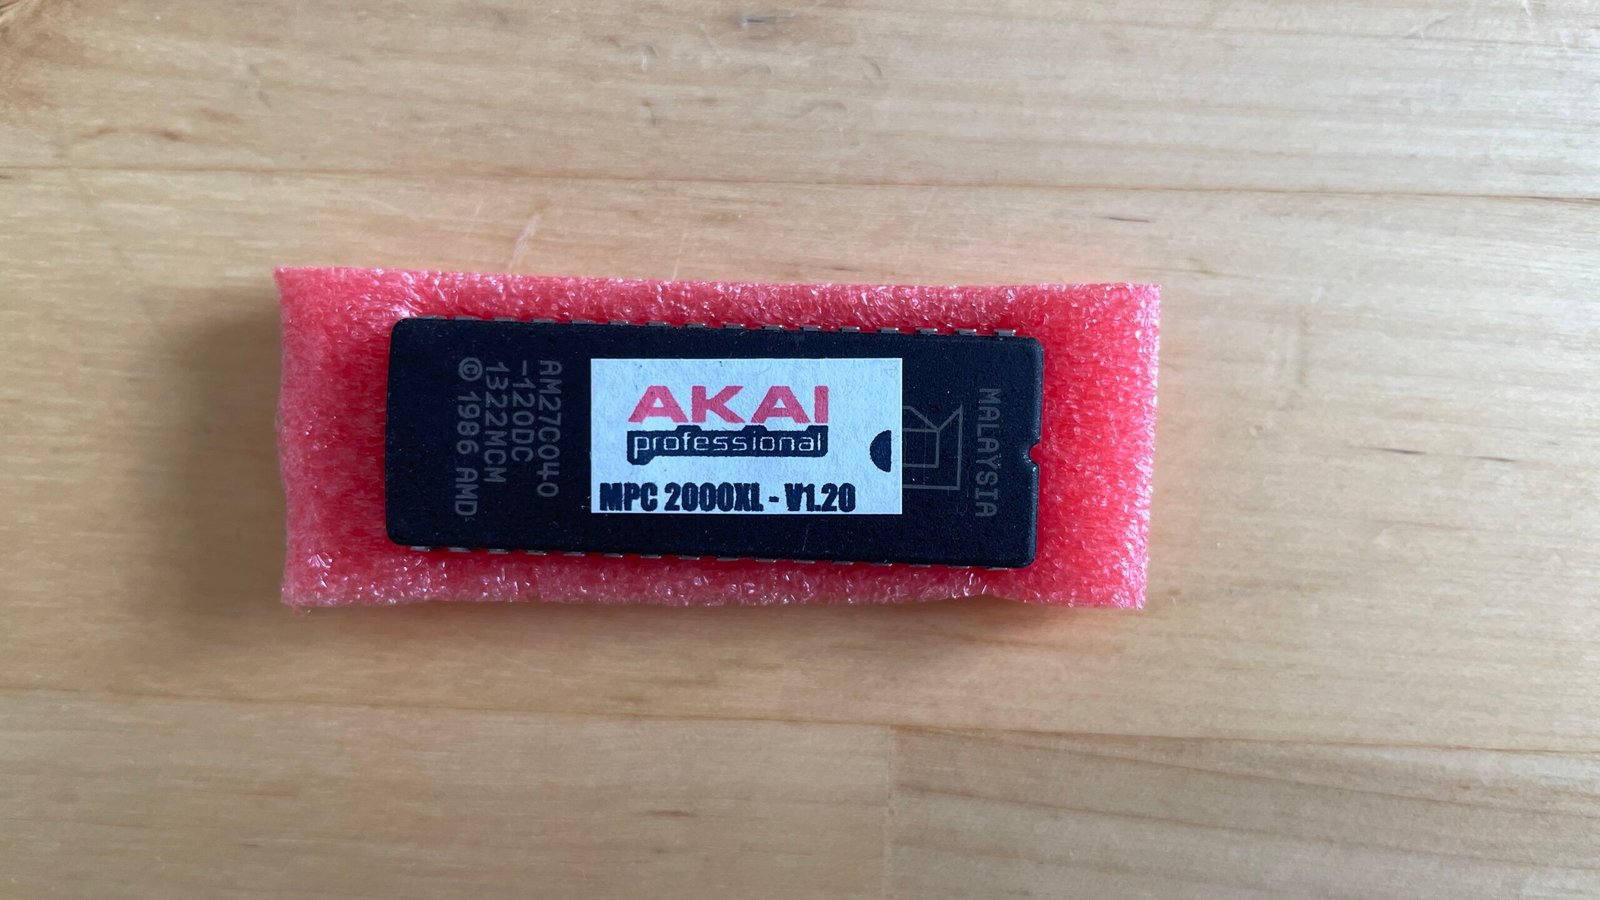 AKAI
professional
MPC 2000XL - V1.20
AM27C040
-120DC
1322MCM
© 1986 AMD
MALAYSIA